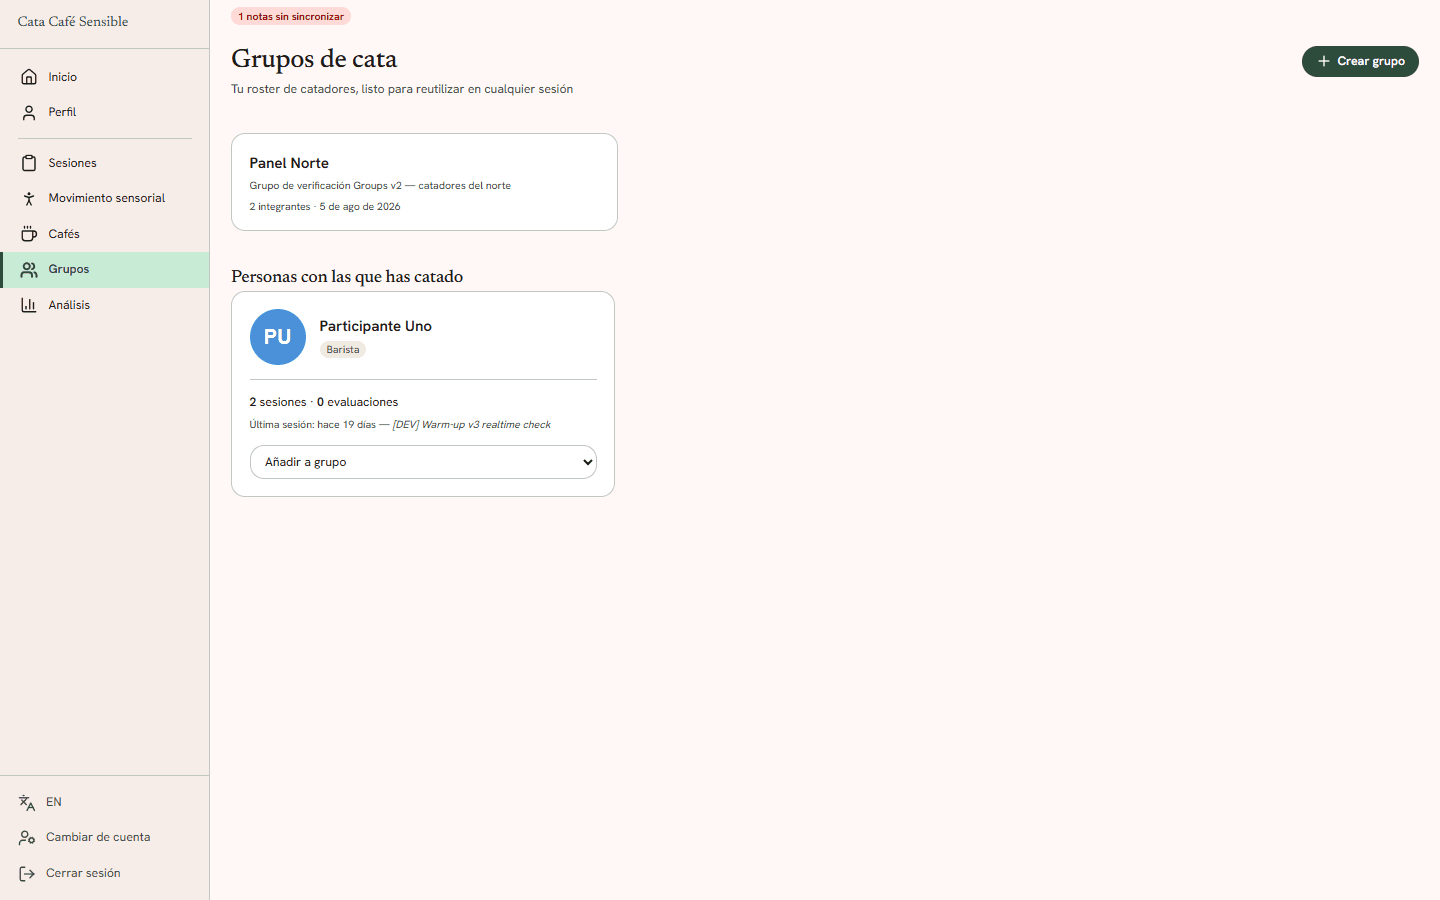 Cata Café Sensible
Inicio
Perfil
Sesiones
Movimiento sensorial
Cafés
Grupos
Análisis
EN
Cambiar de cuenta
Cerrar sesión
1 notas sin sincronizar
Grupos de cata
Tu roster de catadores, listo para reutilizar en cualquier sesión
Crear grupo
Panel Norte
Grupo de verificación Groups v2 — catadores del norte
2 integrantes · 5 de ago de 2026
Personas con las que has catado
PU
Participante Uno
Barista
2 sesiones · 0 evaluaciones
Última sesión: hace 19 días — [DEV] Warm-up v3 realtime check
Añadir a grupo